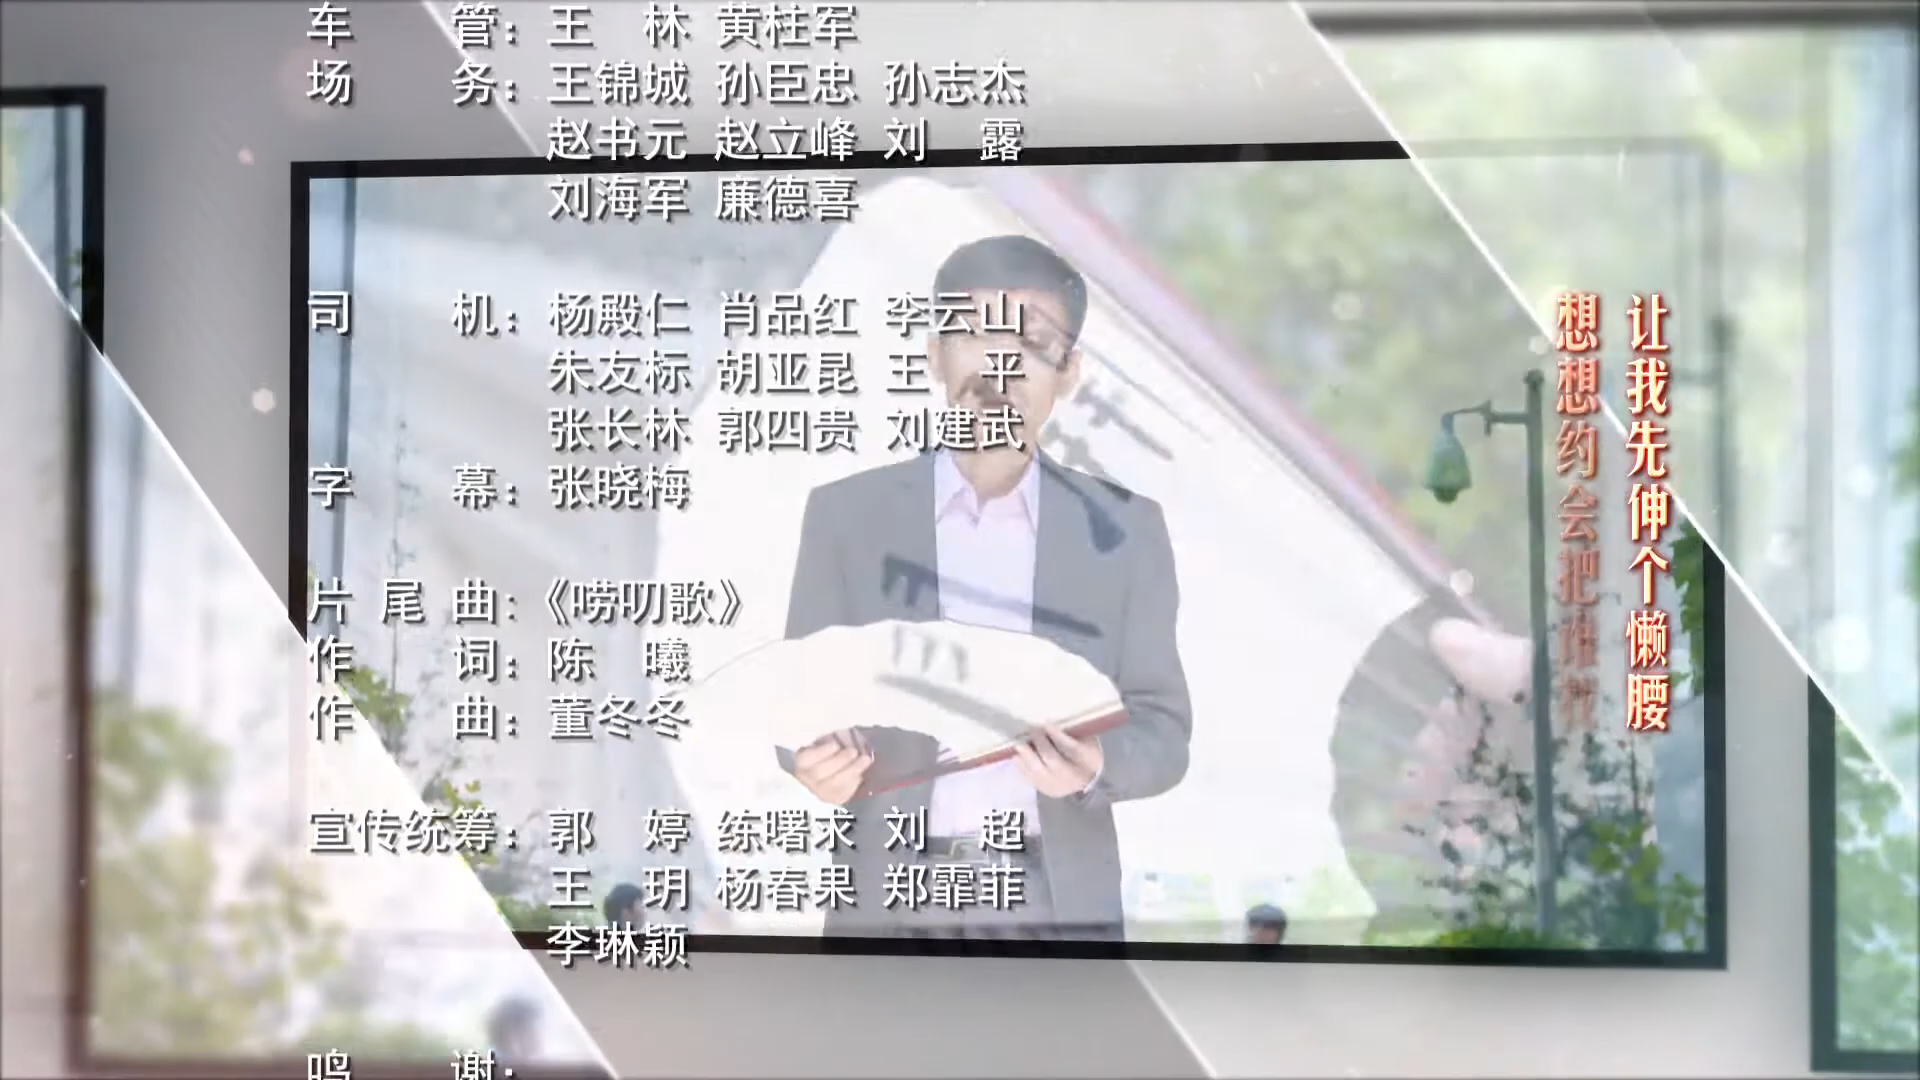 车 管：王 林 黄柱军
场 务：王锦城 孙臣忠 孙志杰
赵书元 赵立峰 刘 露
刘海军 廉德喜
司 机：杨殿仁 肖品红 李云山
朱友标 胡亚昆 王 平
张长林 郭四贵 刘建武
字 幕：张晓梅
片 尾 曲：《唠叨歌》
作 词：陈 曦
作 曲：董冬冬
宣传统筹：郭 婷 练曙求 刘 超
王 玥 杨春果 郑霏菲
李琳颖
鸣 谢：
让我先伸个懒腰
想想约会把谁找